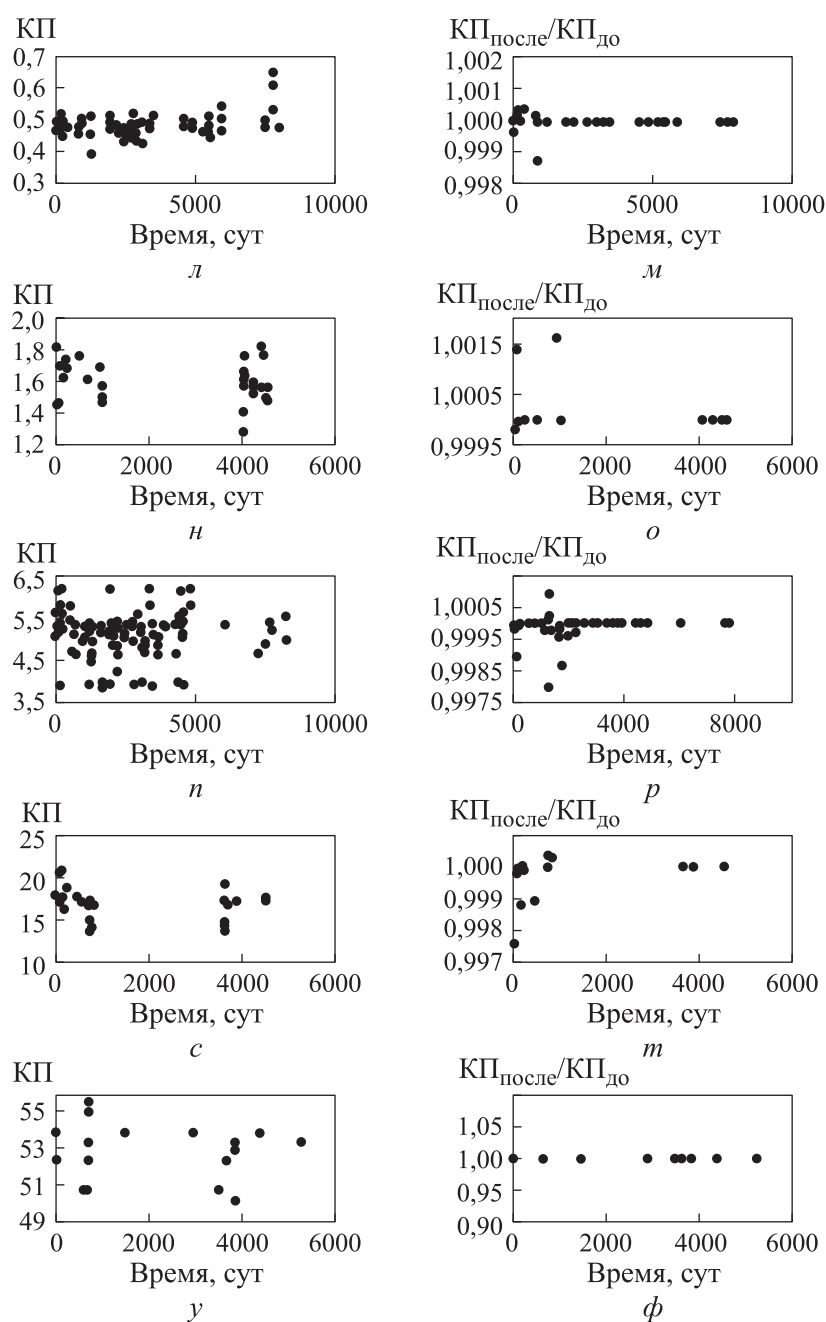 КП
0,7
0,6
0,5
0,4
0,3
0 5000 10000
Время, сут
л
КПпосле/КПдо
1,002
1,001
1,000
0,999
0,998
0 5000 10000
Время, сут
м
КП
2,0
1,8
1,6
1,4
1,2
0 2000 4000 6000
Время, сут
н
КПпосле/КПдо
1,0015
1,0005
0,9995
0 2000 4000 6000
Время, сут
о
КП
6,5
5,5
4,5
3,5
0 5000 10000
Время, сут
п
КПпосле/КПдо
1,0005
0,9995
0,9985
0,9975
0 4000 8000
Время, сут
р
КП
25
20
15
10
0 2000 4000 6000
Время, сут
с
КПпосле/КПдо
1,000
0,999
0,998
0,997
0 2000 4000 6000
Время, сут
т
КП
55
53
51
49
0 2000 4000 6000
Время, сут
у
КПпосле/КПдо
1,05
1,00
0,95
0,90
0 2000 4000 6000
Время, сут
ф